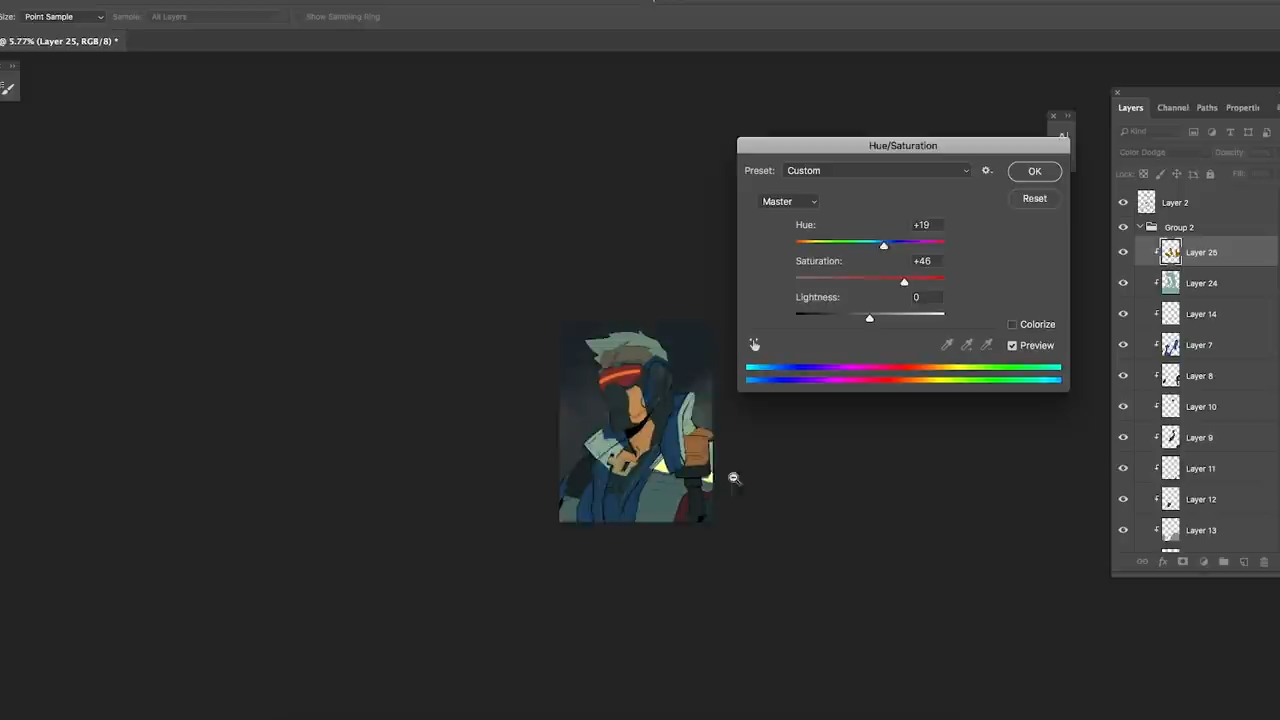 Size: Point Sample Sample: All Layers Show Sampling Ring
@ 5.77% (Layer 25, RGB/8) *
Layers Channel Paths Properti
Kind
Color Dodge Opacity:
Lock: Fill:
Layer 2
Group 2
Layer 25
Layer 24
Layer 14
Layer 7
Layer 8
Layer 10
Layer 9
Layer 11
Layer 12
Layer 13
Hue/Saturation
Preset: Custom OK
Master Reset
Hue: +19
Saturation: +46
Lightness: 0
Colorize
Preview